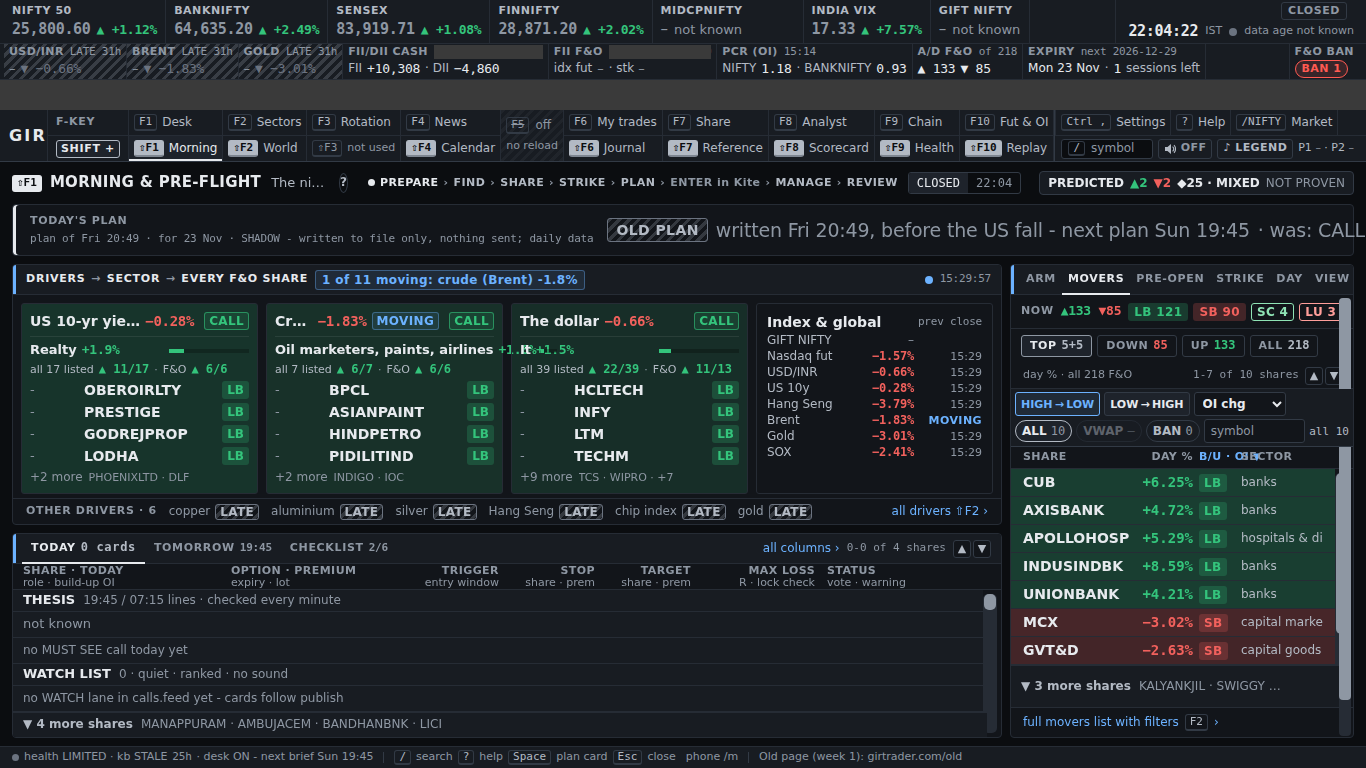 NIFTY 50 BANKNIFTY SENSEX FINNIFTY MIDCPNIFTY INDIA VIX GIFT NIFTY CLOSED
25,800.60 ▲ +1.12% 64,635.20 ▲ +2.49% 83,919.71 ▲ +1.08% 28,871.20 ▲ +2.02% – not known 17.33 ▲ +7.57% – not known 22:04:22 IST data age not known
USD/INR LATE 31h BRENT LATE 31h GOLD LATE 31h FII/DII CASH FII F&O PCR (OI) 15:14 A/D F&O of 218 EXPIRY next 2026-12-29 F&O BAN
– ▼ −0.66% – ▼ −1.83% – ▼ −3.01% FII +10,308 · DII −4,860 idx fut – · stk – NIFTY 1.18 · BANKNIFTY 0.93 ▲ 133 ▼ 85 Mon 23 Nov · 1 sessions left BAN 1
GIR F-KEY F1 Desk F2 Sectors F3 Rotation F4 News F5 off F6 My trades F7 Share F8 Analyst F9 Chain F10 Fut & OI Ctrl , Settings ? Help /NIFTY Market
SHIFT + ⇧F1 Morning ⇧F2 World ⇧F3 not used ⇧F4 Calendar no reload ⇧F6 Journal ⇧F7 Reference ⇧F8 Scorecard ⇧F9 Health ⇧F10 Replay / symbol OFF ♪ LEGEND P1 – · P2 –
⇧F1 MORNING & PRE-FLIGHT The ni... ? PREPARE › FIND › SHARE › STRIKE › PLAN › ENTER in Kite › MANAGE › REVIEW CLOSED 22:04 PREDICTED ▲2 ▼2 ◆25 · MIXED NOT PROVEN
TODAY'S PLAN
plan of Fri 20:49 · for 23 Nov · SHADOW - written to file only, nothing sent; daily data OLD PLAN written Fri 20:49, before the US fall - next plan Sun 19:45 · was: CALL
DRIVERS → SECTOR → EVERY F&O SHARE 1 of 11 moving: crude (Brent) -1.8% 15:29:57
US 10-yr yie... −0.28% CALL
Realty +1.9%
all 17 listed ▲ 11/17 · F&O ▲ 6/6
- OBEROIRLTY LB
- PRESTIGE LB
- GODREJPROP LB
- LODHA LB
+2 more PHOENIXLTD · DLF
Cr... −1.83% MOVING CALL
Oil marketers, paints, airlines
all 7 listed ▲ 6/7 · F&O ▲ 6/6
- BPCL LB
- ASIANPAINT LB
- HINDPETRO LB
- PIDILITIND LB
+2 more INDIGO · IOC
The dollar −0.66% CALL
+1.5%
all 39 listed ▲ 22/39 · F&O ▲ 11/13
- HCLTECH LB
- INFY LB
- LTM LB
- TECHM LB
+9 more TCS · WIPRO · +7
Index & global prev close
GIFT NIFTY –
Nasdaq fut −1.57% 15:29
USD/INR −0.66% 15:29
US 10y −0.28% 15:29
Hang Seng −3.79% 15:29
Brent −1.83% MOVING
Gold −3.01% 15:29
SOX −2.41% 15:29
OTHER DRIVERS · 6 copper LATE aluminium LATE silver LATE Hang Seng LATE chip index LATE gold LATE all drivers ⇧F2 ›
TODAY 0 cards TOMORROW 19:45 CHECKLIST 2/6 all columns › 0-0 of 4 shares ▲ ▼
SHARE · TODAY OPTION · PREMIUM TRIGGER STOP TARGET MAX LOSS STATUS
role · build-up OI expiry · lot entry window share · prem share · prem R · lock check vote · warning
THESIS 19:45 / 07:15 lines · checked every minute
not known
no MUST SEE call today yet
WATCH LIST 0 · quiet · ranked · no sound
no WATCH lane in calls.feed yet - cards follow publish
▼ 4 more shares MANAPPURAM · AMBUJACEM · BANDHANBNK · LICI
ARM MOVERS PRE-OPEN STRIKE DAY VIEW
NOW ▲133 ▼85 LB 121 SB 90 SC 4 LU 3
TOP 5+5 DOWN 85 UP 133 ALL 218
day % · all 218 F&O 1-7 of 10 shares ▲ ▼
HIGH→LOW LOW→HIGH OI chg
ALL 10 VWAP – BAN 0 symbol all 10
SHARE DAY % B/U · SECTOR
CUB +6.25% LB banks
AXISBANK +4.72% LB banks
APOLLOHOSP +5.29% LB hospitals & di
INDUSINDBK +8.59% LB banks
UNIONBANK +4.21% LB banks
MCX −3.02% SB capital marke
GVT&D −2.63% SB capital goods
▼ 3 more shares KALYANKJIL · SWIGGY ...
full movers list with filters F2 ›
health LIMITED · kb STALE 25h · desk ON - next brief Sun 19:45 / search ? help Space plan card Esc close phone /m Old page (week 1): girtrader.com/old